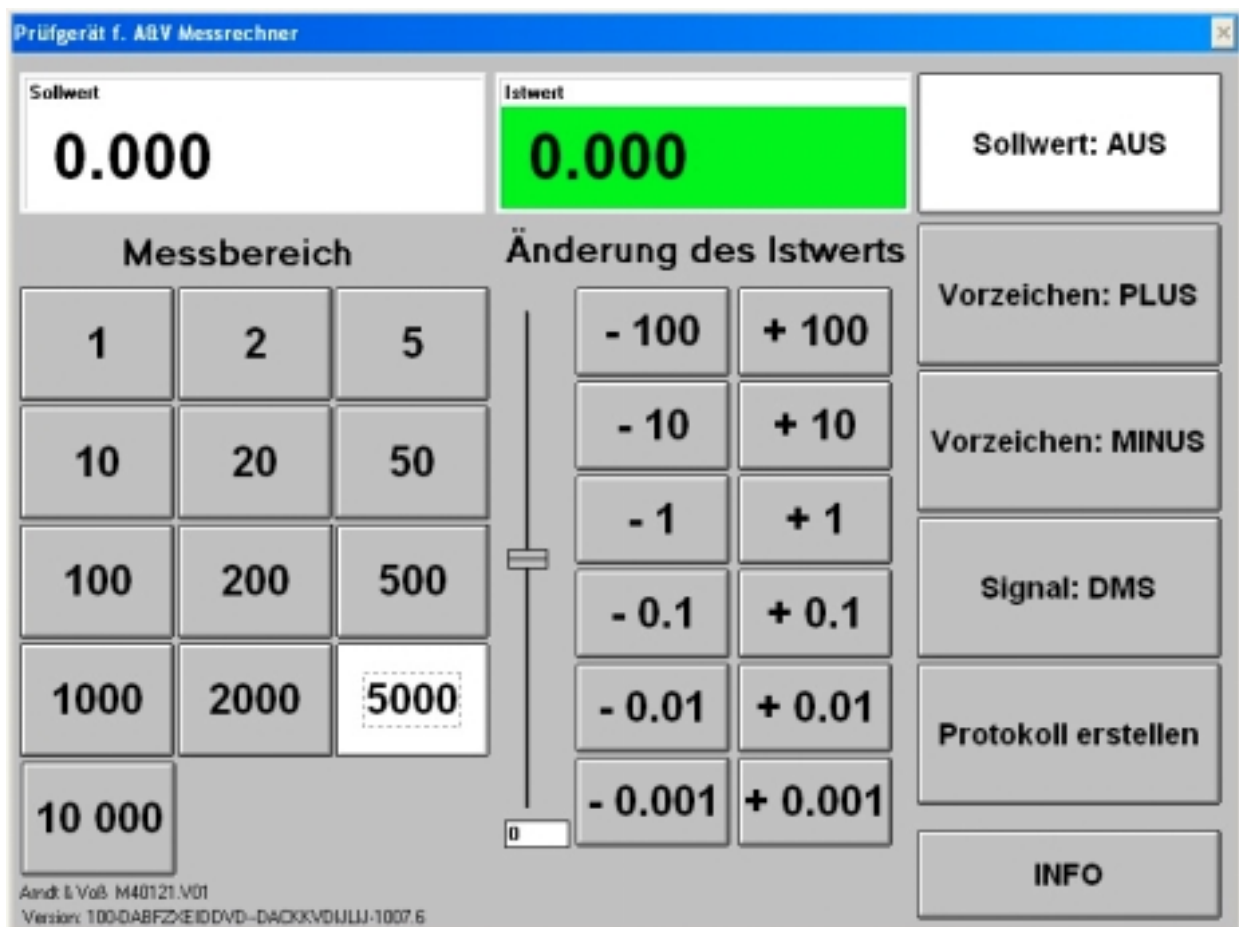 Prüfgerät f. A&V Messrechner
Sollwert
0.000
Istwert
0.000
Sollwert: AUS
Messbereich
1 2 5
10 20 50
100 200 500
1000 2000 5000
10 000
Änderung des Istwerts
- 100 + 100
- 10 + 10
- 1 + 1
- 0.1 + 0.1
- 0.01 + 0.01
- 0.001 + 0.001
0
Vorzeichen: PLUS
Vorzeichen: MINUS
Signal: DMS
Protokoll erstellen
INFO
Arndt & Voß M40121.V01
Version: